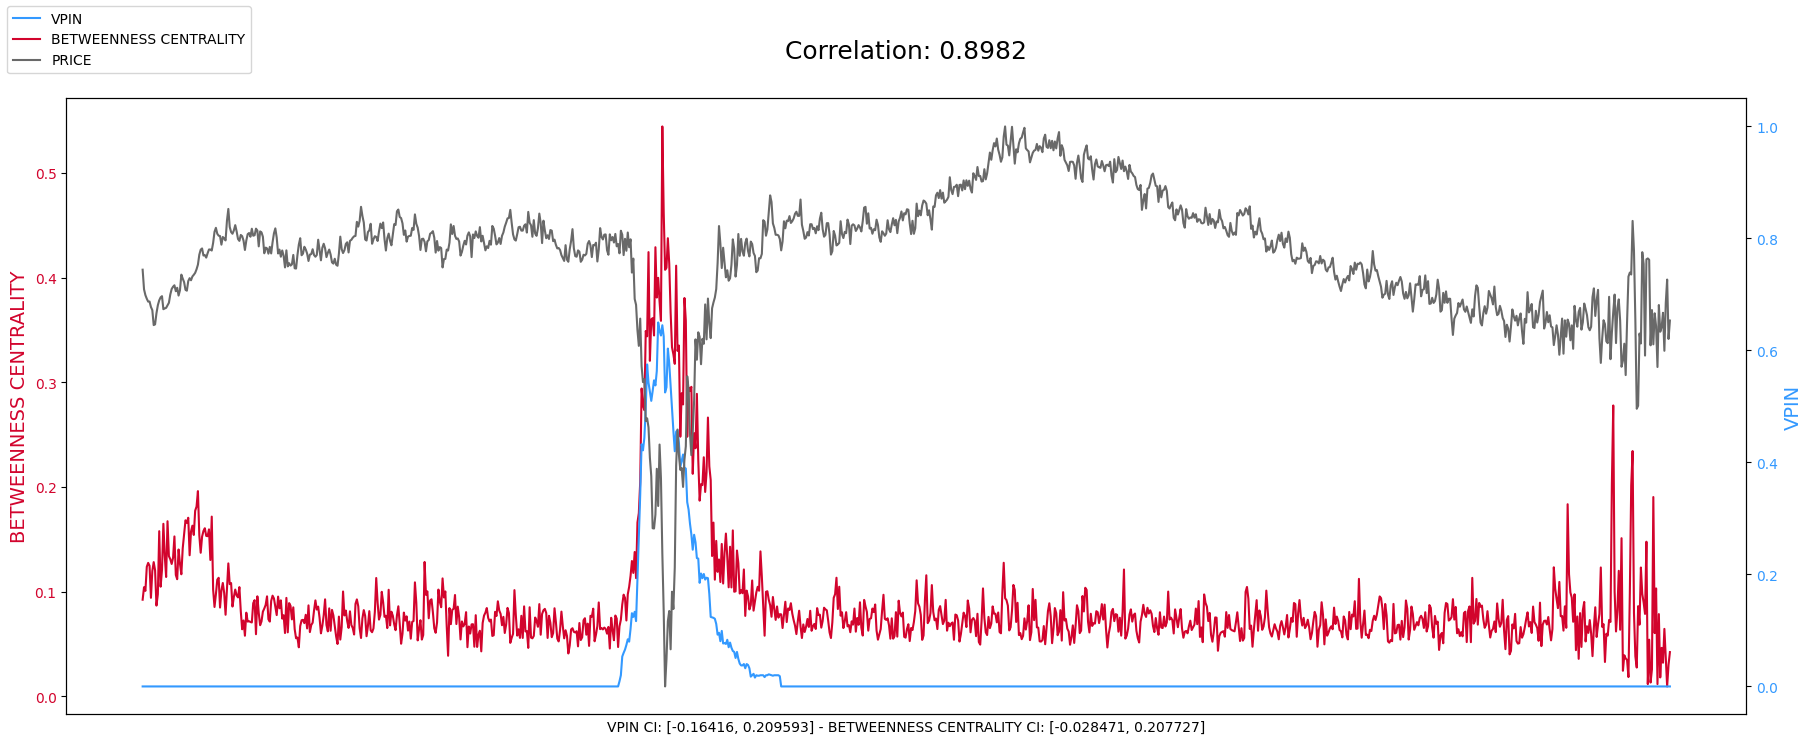 VPIN
BETWEENNESS CENTRALITY
PRICE
Correlation: 0.8982
BETWEENNESS CENTRALITY
0.5
0.4
0.3
0.2
0.1
0.0
1.0
0.8
0.6
0.4
0.2
0.0
VPIN
VPIN CI: [-0.16416, 0.209593] - BETWEENNESS CENTRALITY CI: [-0.028471, 0.207727]